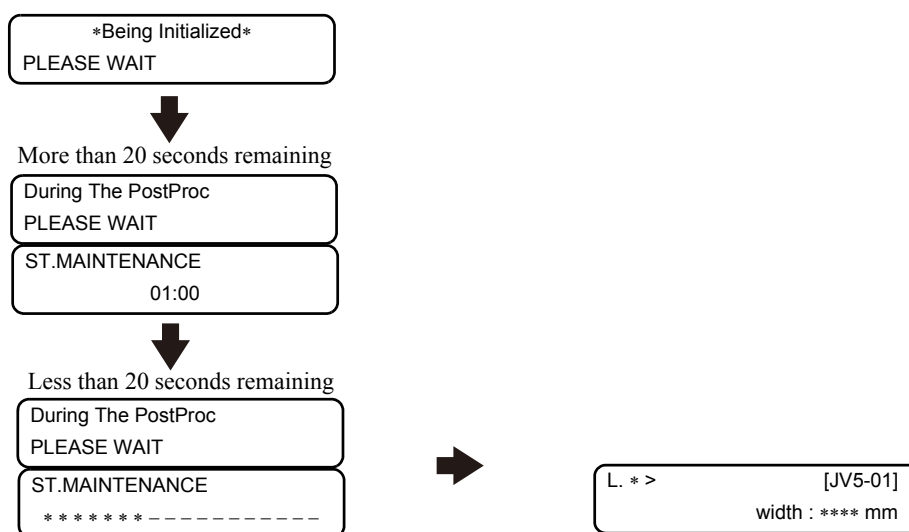 *Being Initialized*
PLEASE WAIT
More than 20 seconds remaining
During The PostProc
PLEASE WAIT
ST.MAINTENANCE
01:00
Less than 20 seconds remaining
During The PostProc
PLEASE WAIT
ST.MAINTENANCE
* * * * * * * – – – – – – – – – – –
L. * > [JV5-01]
width : **** mm